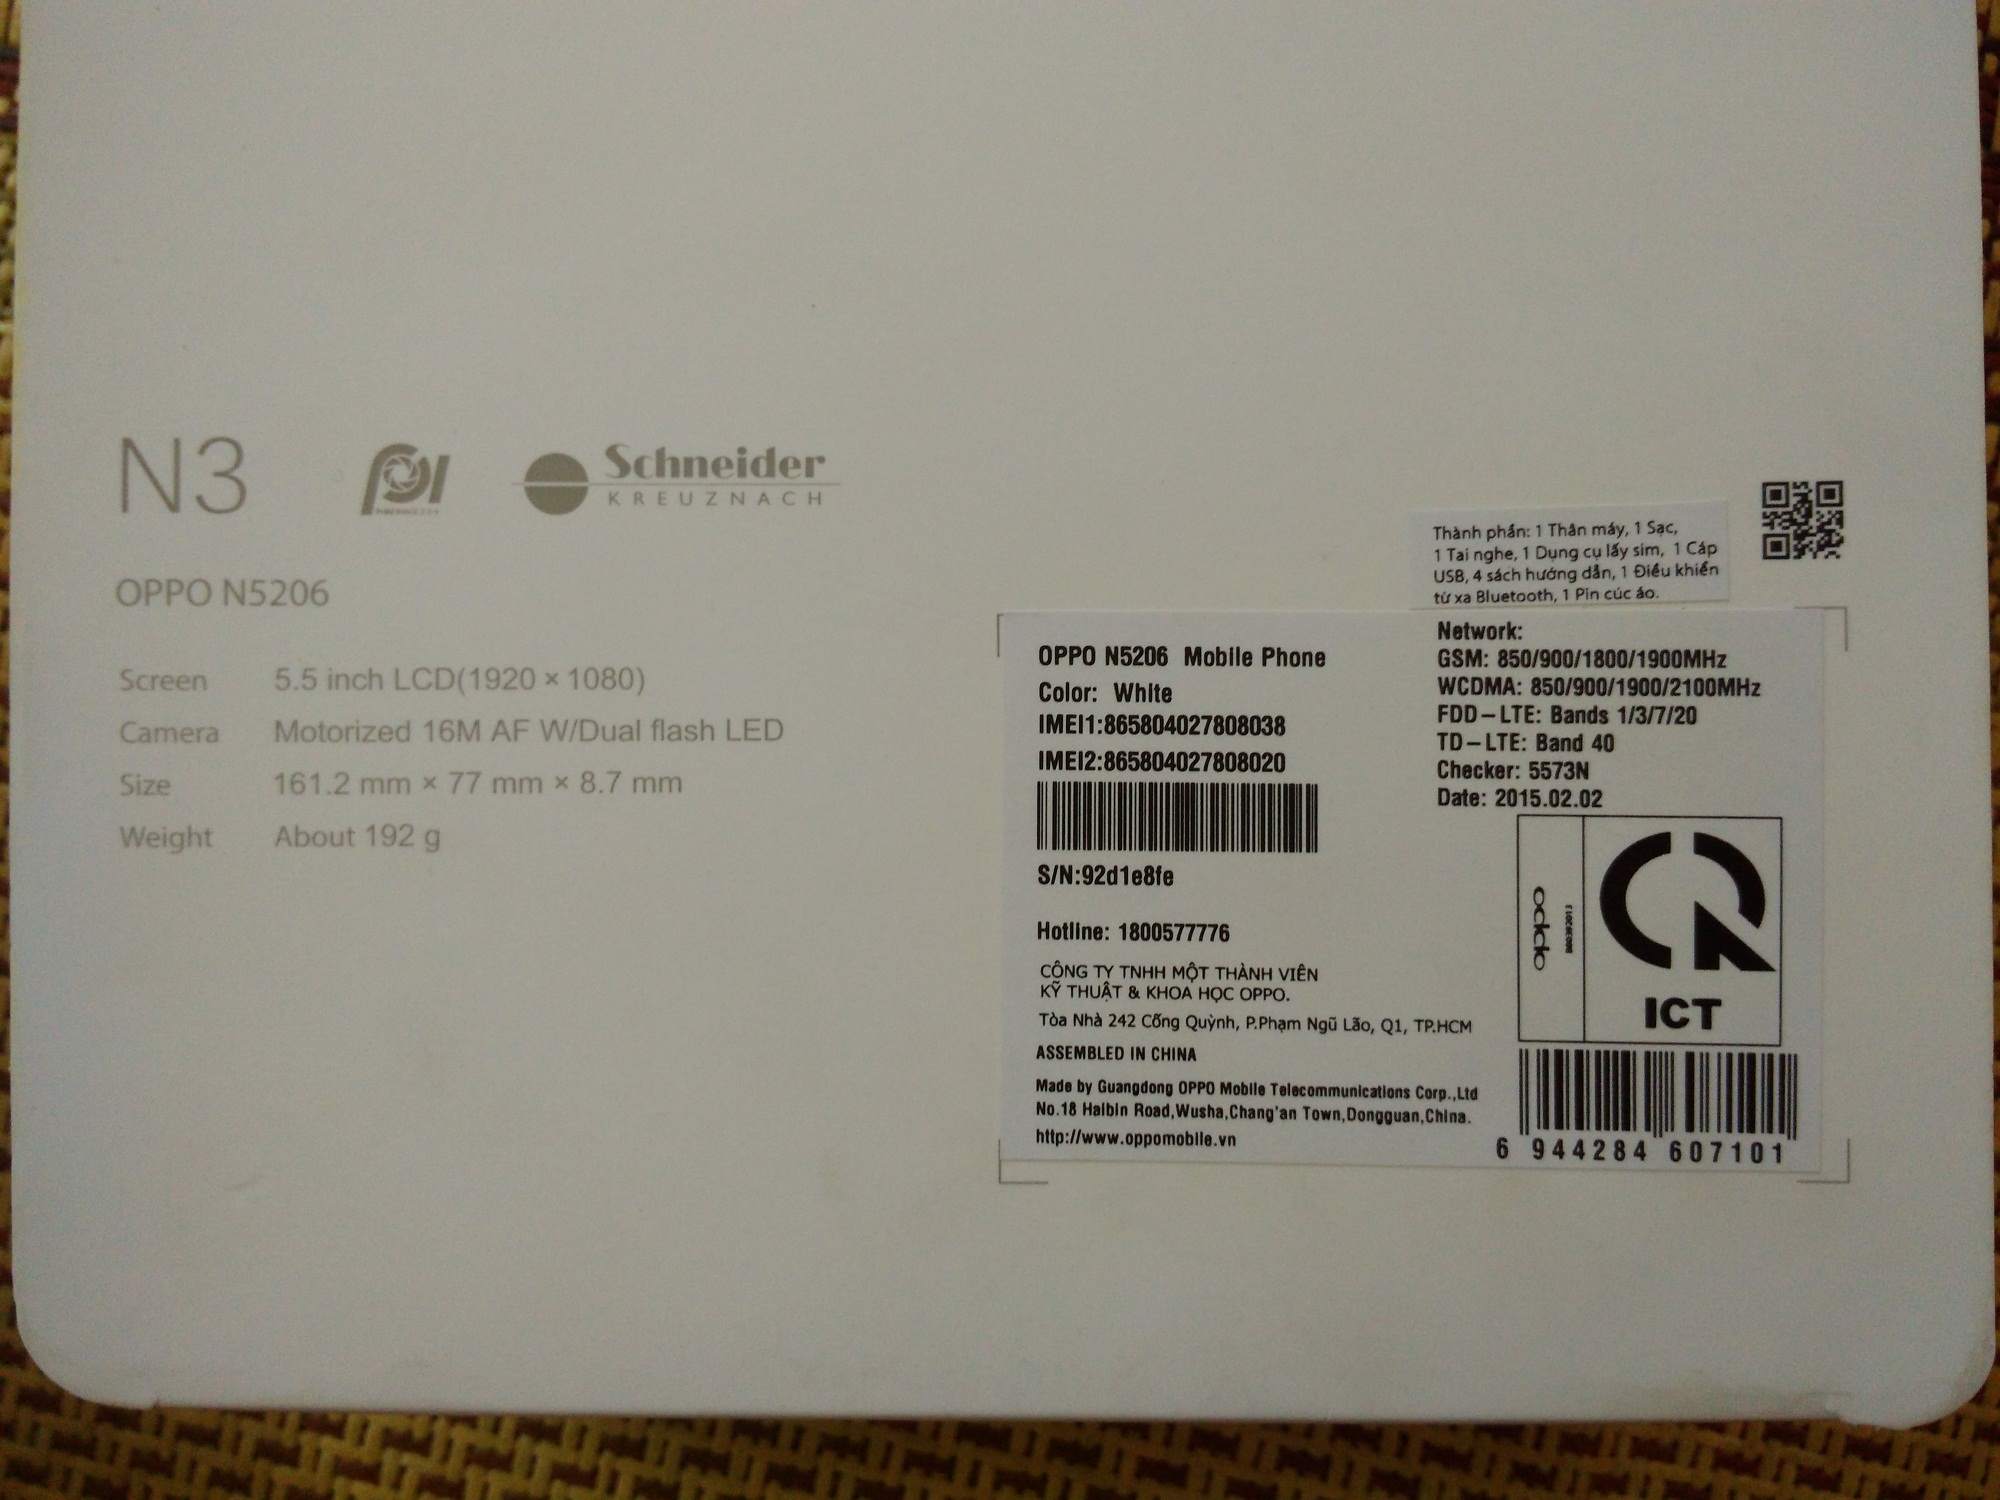 N3
Schneider
KREUZNACH
OPPO N5206
Screen 5.5 inch LCD(1920 × 1080)
Camera Motorized 16M AF W/Dual flash LED
Size 161.2 mm × 77 mm × 8.7 mm
Weight About 192 g
Thành phần: 1 Thân máy, 1 Sạc,
1 Tai nghe, 1 Dụng cụ lấy sim, 1 Cáp
USB, 4 sách hướng dẫn, 1 Điều khiển
từ xa Bluetooth, 1 Pin cúc áo.
OPPO N5206 Mobile Phone
Color: White
IMEI1:865804027808038
IMEI2:865804027808020
S/N:92d1e8fe
Hotline: 1800577776
CÔNG TY TNHH MỘT THÀNH VIÊN
KỸ THUẬT & KHOA HỌC OPPO.
Tòa Nhà 242 Cống Quỳnh, P.Phạm Ngũ Lão, Q1, TP.HCM
ASSEMBLED IN CHINA
Made by Guangdong OPPO Mobile Telecommunications Corp.,Ltd
No.18 Haibin Road,Wusha,Chang'an Town,Dongguan,China.
http://www.oppomobile.vn
Network:
GSM: 850/900/1800/1900MHz
WCDMA: 850/900/1900/2100MHz
FDD-LTE: Bands 1/3/7/20
TD-LTE: Band 40
Checker: 5573N
Date: 2015.02.02
oppo
ICT
6 944284 607101